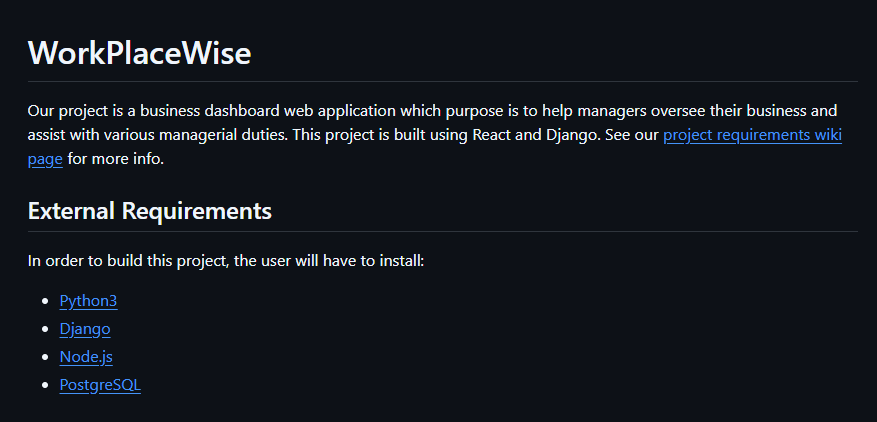 WorkPlaceWise
Our project is a business dashboard web application which purpose is to help managers oversee their business and
assist with various managerial duties. This project is built using React and Django. See our project requirements wiki
page for more info.
External Requirements
In order to build this project, the user will have to install:
• Python3
• Django
• Node.js
• PostgreSQL